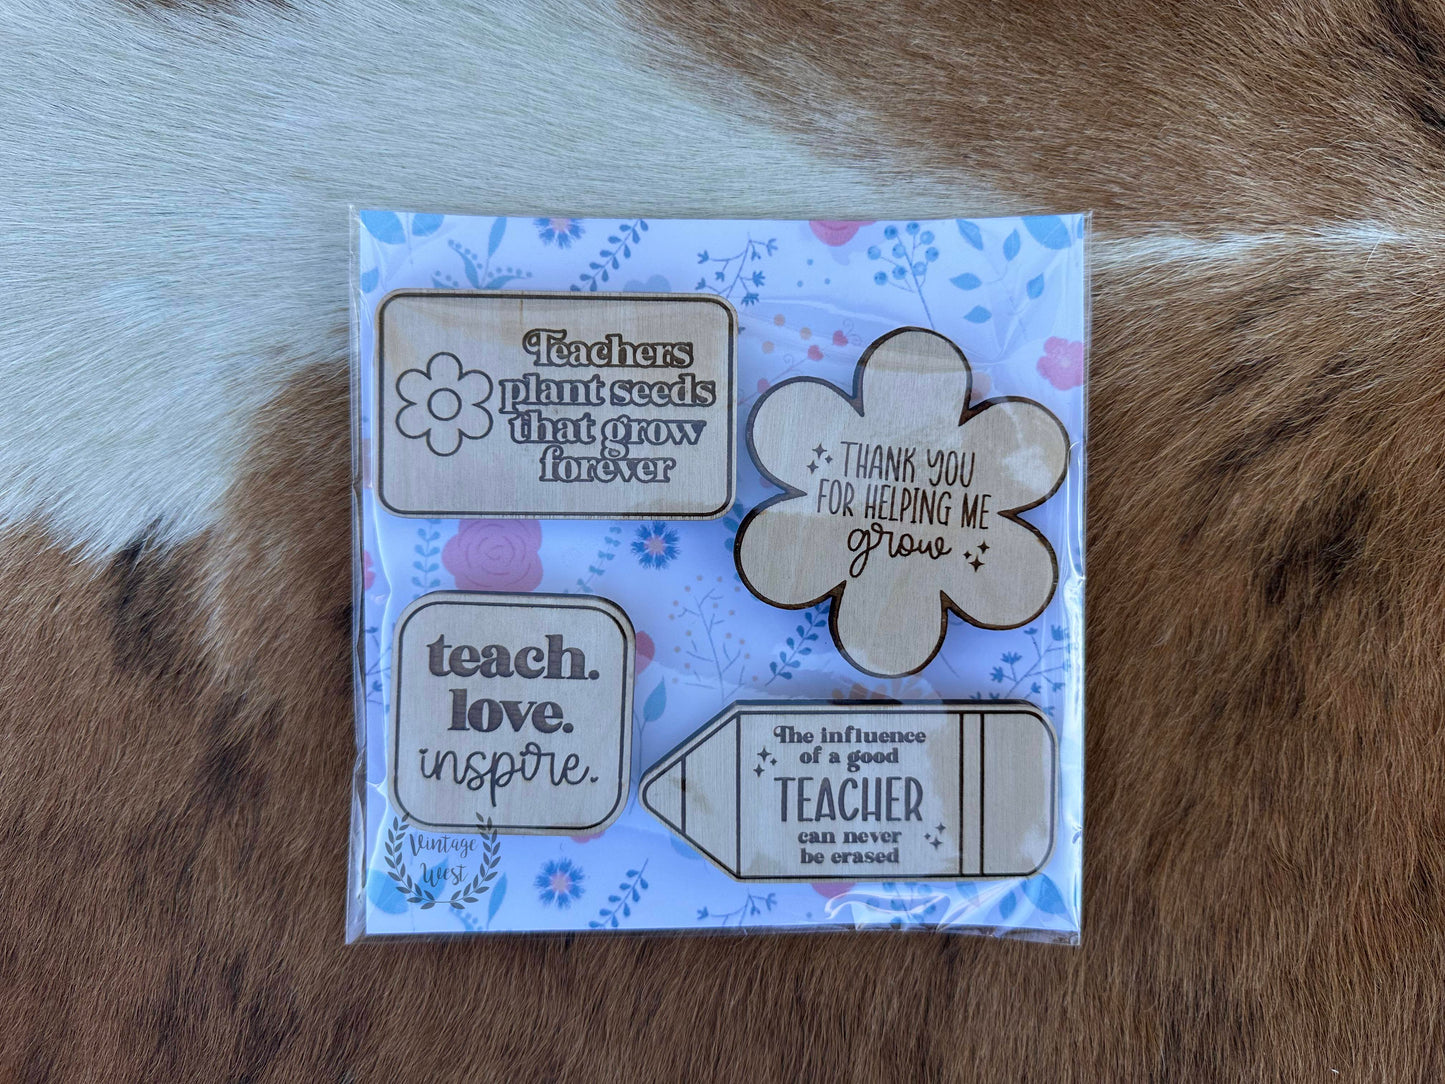 Teachers
plant seeds
that grow
forever
THANK YOU
FOR HELPING ME
grow
teach.
love.
inspire.
The influence
of a good
TEACHER
can never
be erased
Vintage
West